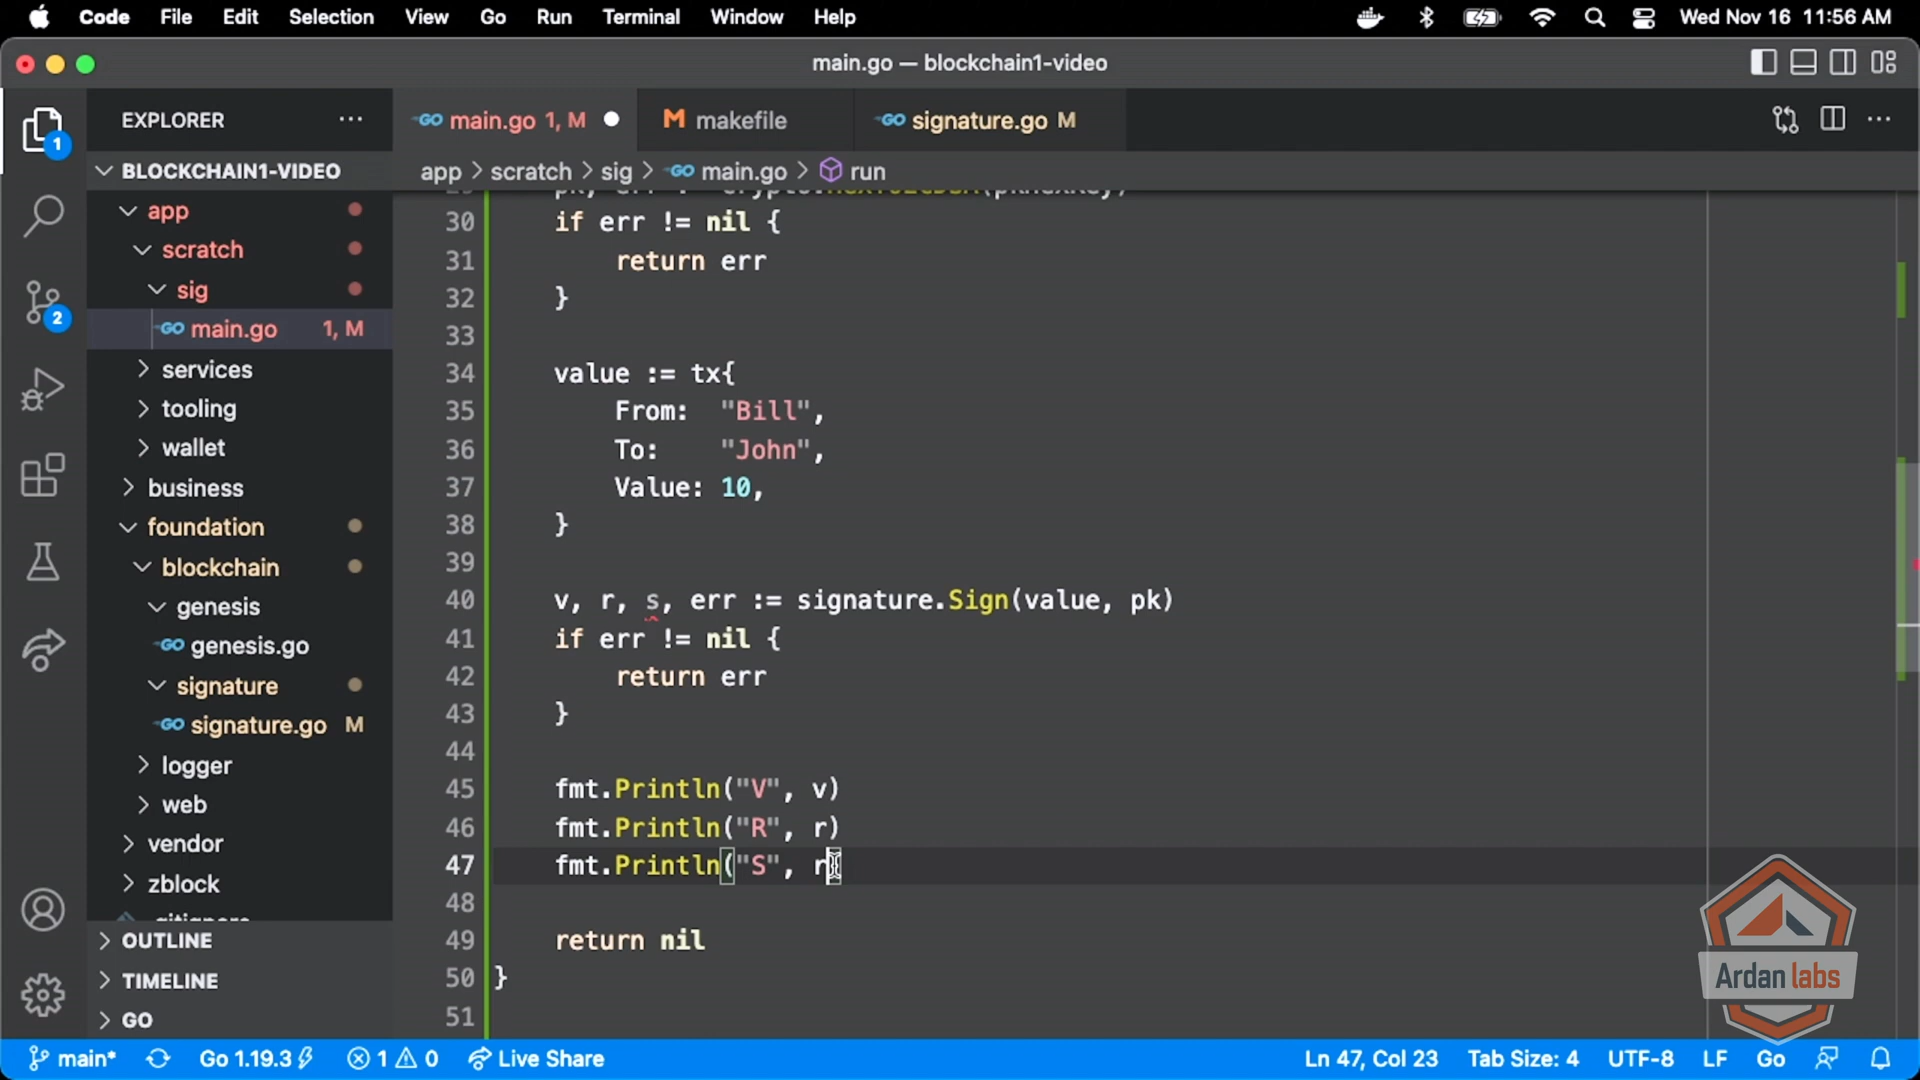 Code File Edit Selection View Go Run Terminal Window Help Wed Nov 16 11:56 AM
main.go — blockchain1-video
EXPLORER
main.go 1, M
makefile
signature.go M
BLOCKCHAIN1-VIDEO
app > scratch > sig > main.go > run
app
scratch
sig
main.go 1, M
services
tooling
wallet
business
foundation
blockchain
genesis
genesis.go
signature
signature.go M
logger
web
vendor
zblock
.gitignore
OUTLINE
TIMELINE
GO
1
2
30 if err != nil {
31 return err
32 }
33
34 value := tx{
35 From: "Bill",
36 To: "John",
37 Value: 10,
38 }
39
40 v, r, s, err := signature.Sign(value, pk)
41 if err != nil {
42 return err
43 }
44
45 fmt.Println("V", v)
46 fmt.Println("R", r)
47 fmt.Println("S", r)
48
49 return nil
50 }
51
Ardan labs
main* Go 1.19.3 1 0 Live Share Ln 47, Col 23 Tab Size: 4 UTF-8 LF Go